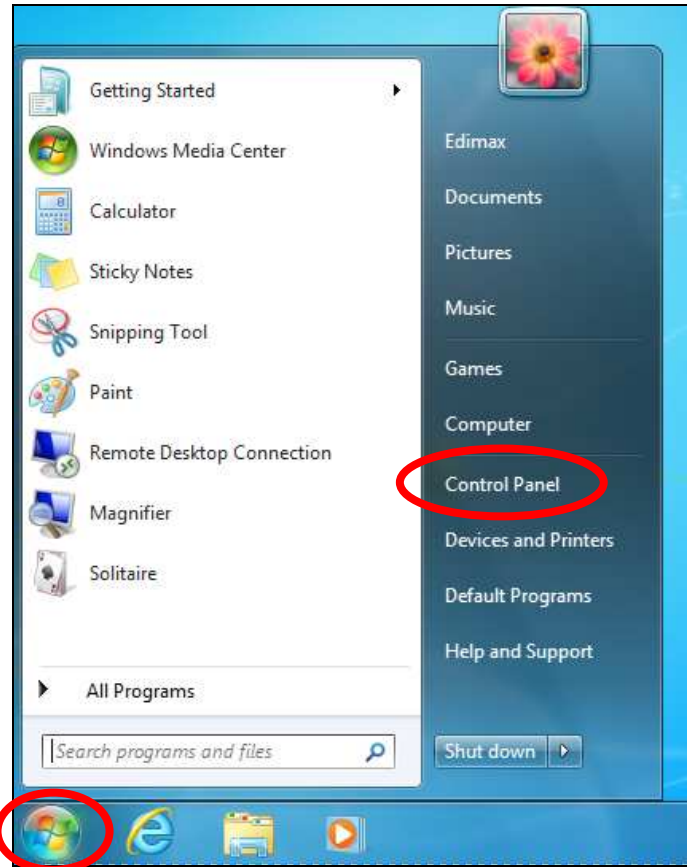 Getting Started
Windows Media Center
Calculator
Sticky Notes
Snipping Tool
Paint
Remote Desktop Connection
Magnifier
Solitaire
All Programs
Search programs and files
Edimax
Documents
Pictures
Music
Games
Computer
Control Panel
Devices and Printers
Default Programs
Help and Support
Shut down